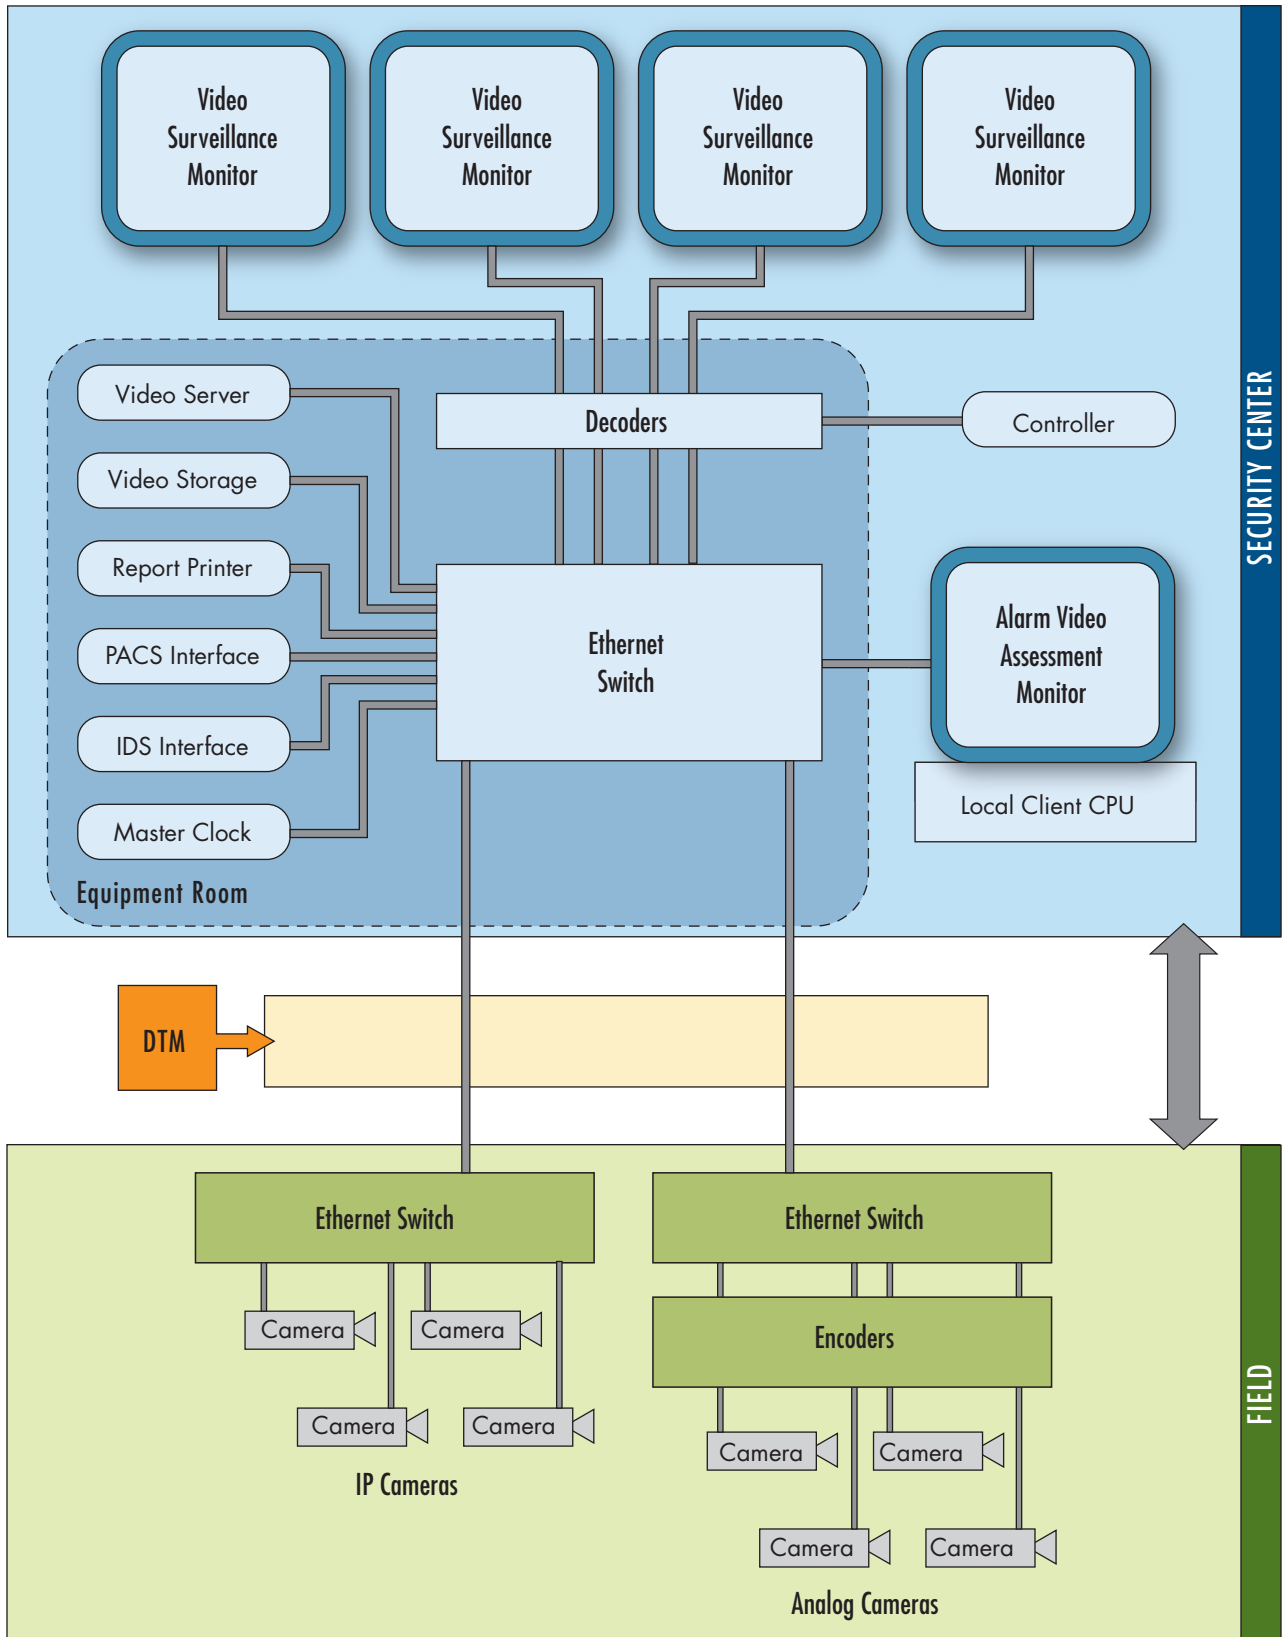 Video
Surveillance
Monitor
Video
Surveillance
Monitor
Video
Surveillance
Monitor
Video
Surveillance
Monitor
SECURITY CENTER
Video Server
Decoders
Controller
Video Storage
Report Printer
PACS Interface
IDS Interface
Master Clock
Ethernet
Switch
Alarm Video
Assessment
Monitor
Local Client CPU
Equipment Room
DTM
FIELD
Ethernet Switch
Camera
Camera
Camera
Camera
IP Cameras
Ethernet Switch
Encoders
Camera
Camera
Camera
Camera
Analog Cameras